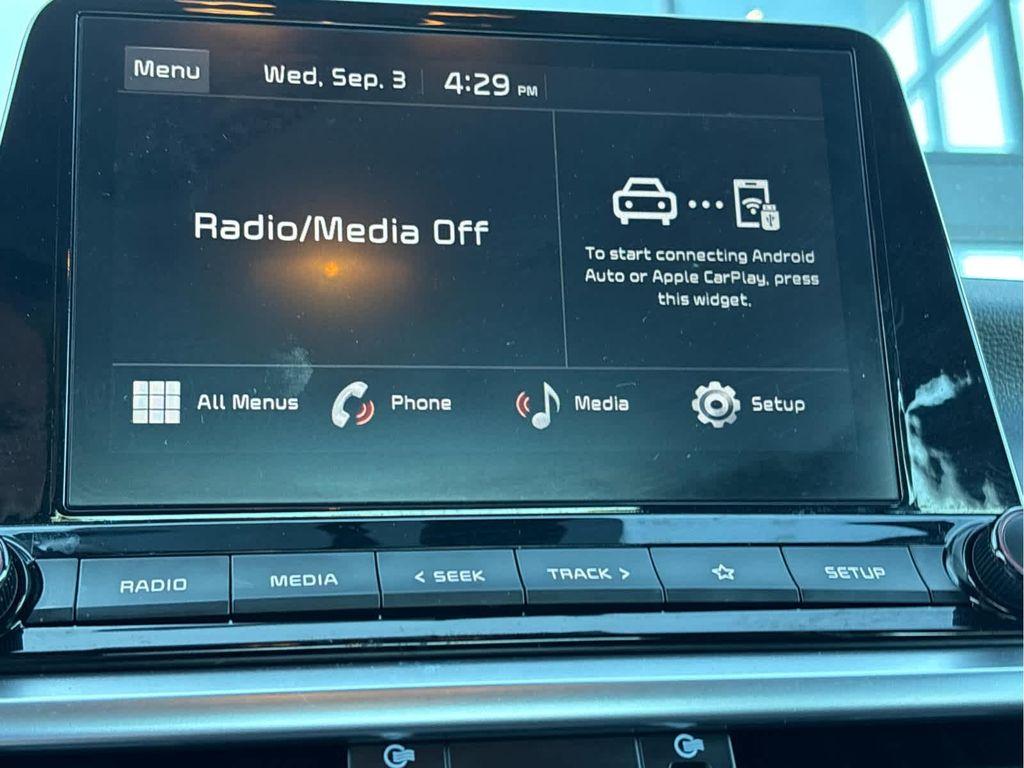 Menu
Wed, Sep. 3
4:29 PM
Radio/Media Off
To start connecting Android
Auto or Apple CarPlay, press
this widget.
All Menus
Phone
Media
Setup
RADIO
MEDIA
< SEEK
TRACK >
SETUP